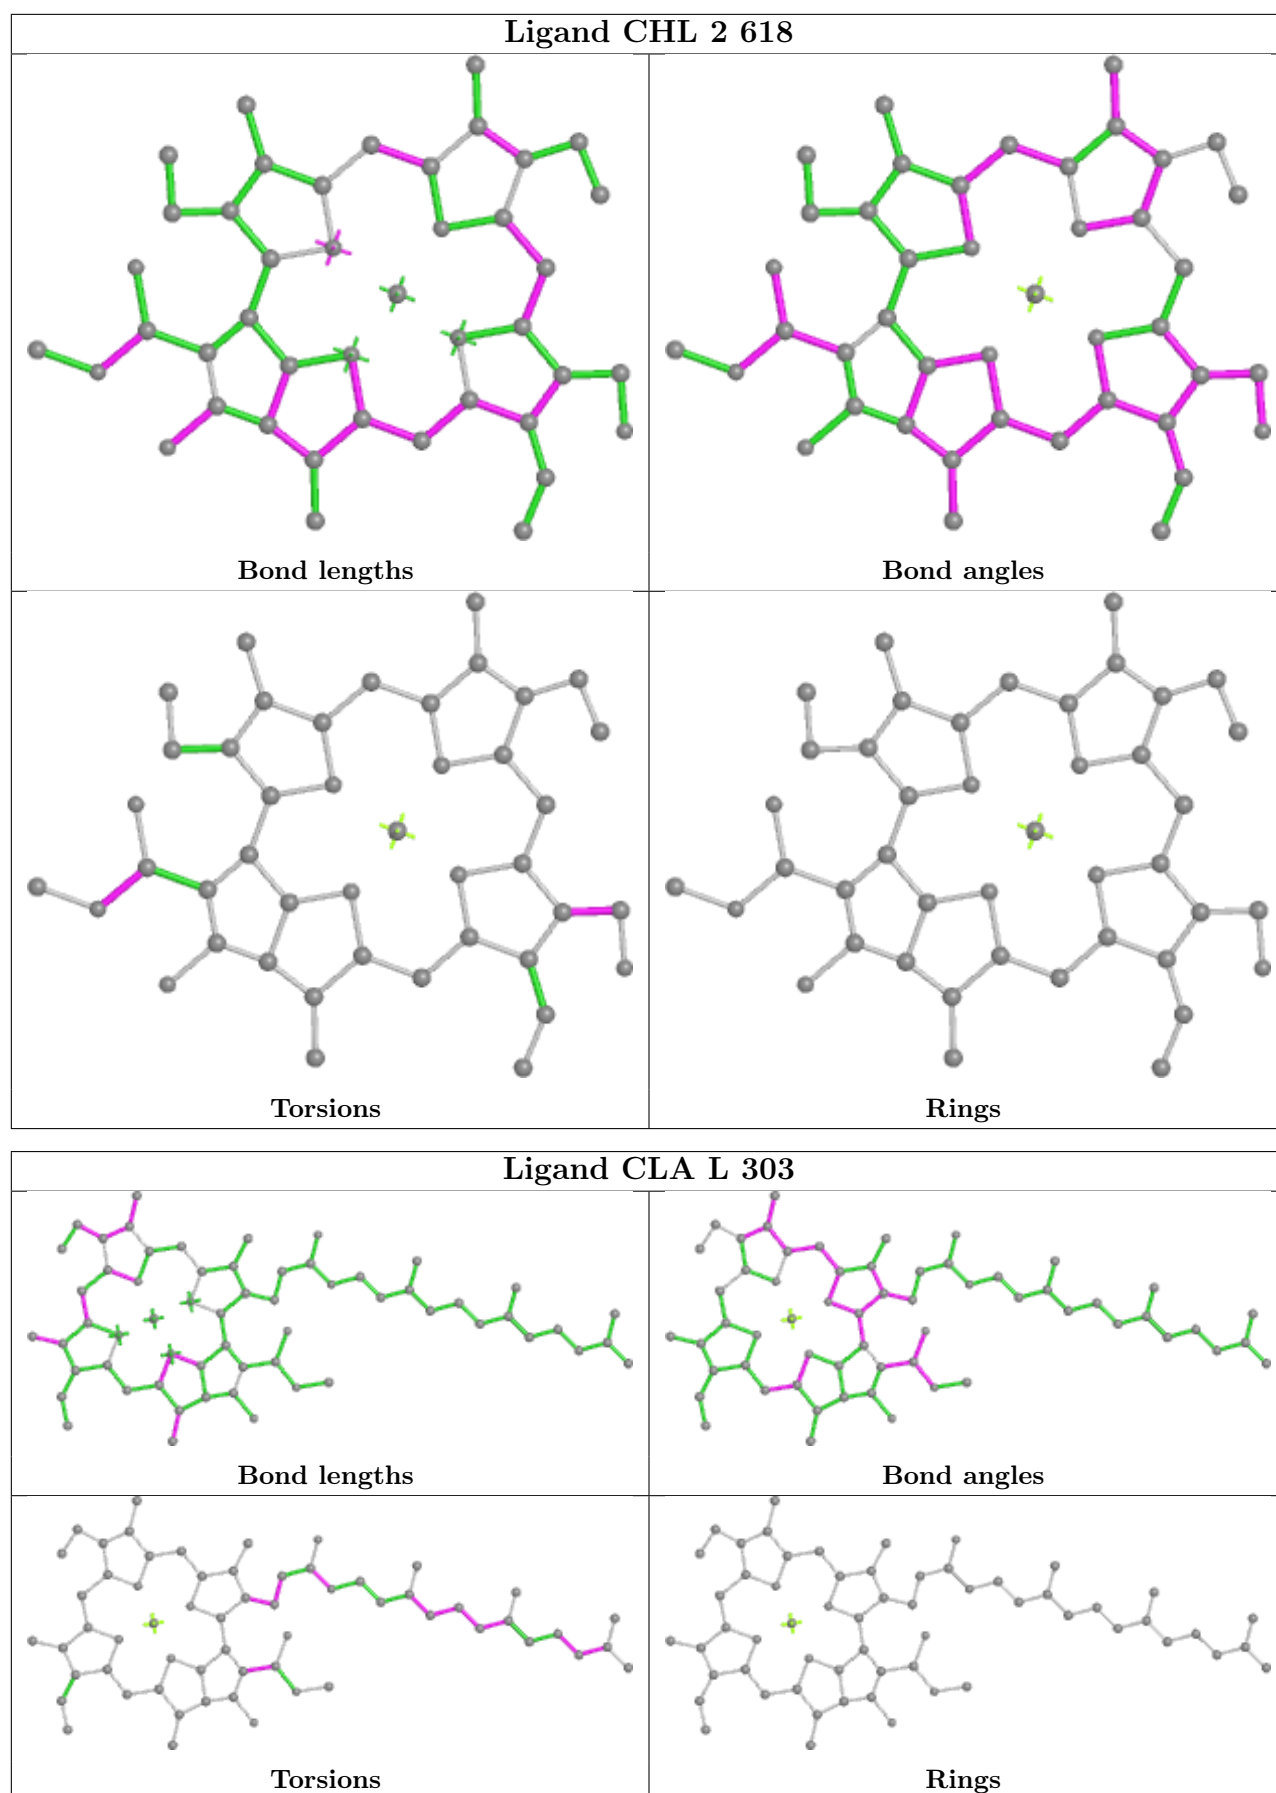 Ligand CHL 2 618
Bond lengths
Bond angles
Torsions
Rings
Ligand CLA L 303
Bond lengths
Bond angles
Torsions
Rings